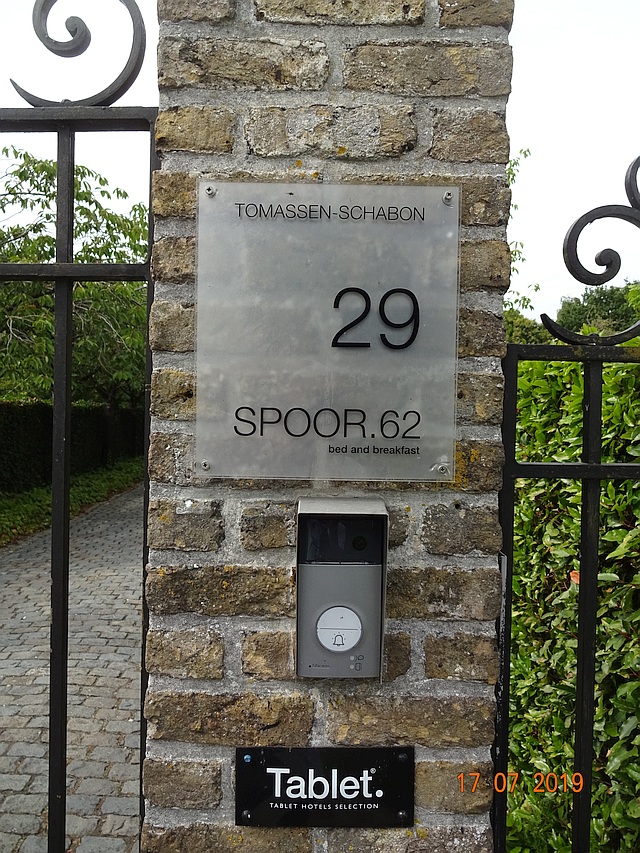 TOMASSEN-SCHABON
29
SPOOR.62
bed and breakfast
Tablet.®
TABLET HOTELS SELECTION
17 07 2019